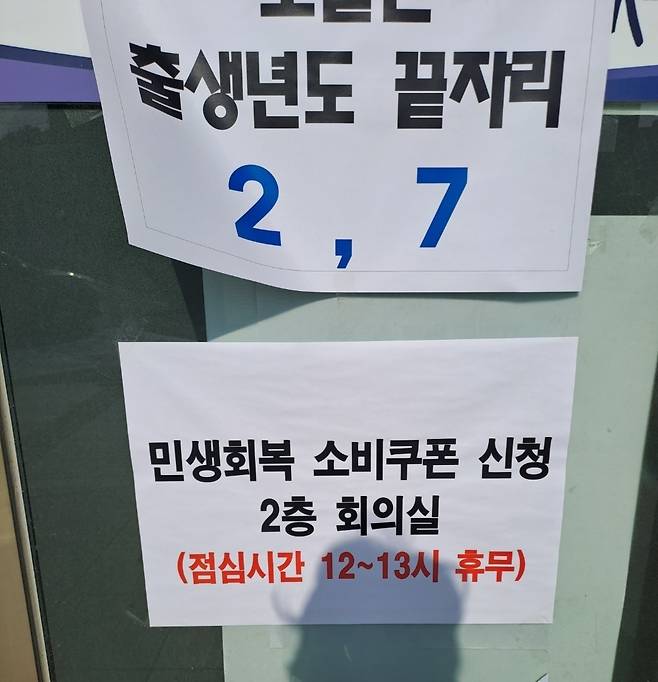 출생년도 끝자리
2, 7
민생회복 소비쿠폰 신청
2층 회의실
(점심시간 12~13시 휴무)